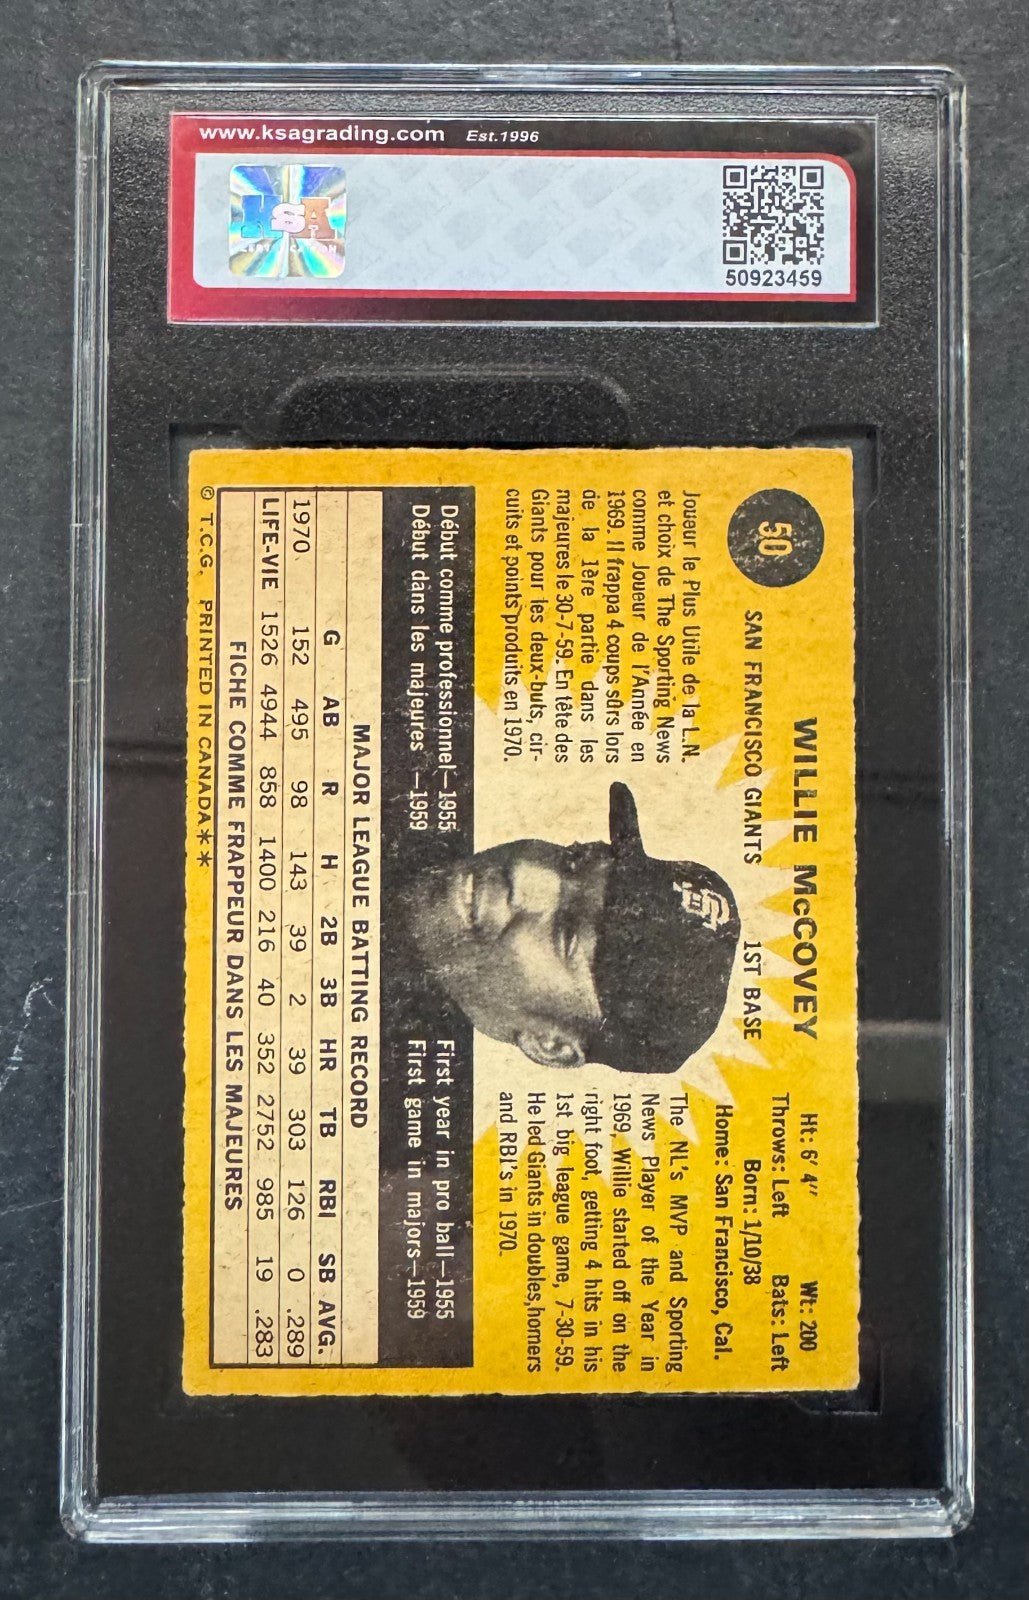 www.ksagrading.com Est.1996
KSA
CERTIFICATION
50923459
50
WILLIE McCOVEY
SAN FRANCISCO GIANTS 1ST BASE
Ht: 6' 4" Wt: 200
Throws: Left Bats: Left
Born: 1/10/38
Home: San Francisco, Cal.
Joueur le Plus Utile de la L.N.
et choix de The Sporting News
comme Joueur de l'Année en
1969. Il frappa 4 coups sûrs lors
de la 1ère partie dans les
majeures le 30-7-59. En tête des
Giants pour les deux-buts, cir-
cuits et points produits en 1970.
SF
The NL's MVP and Sporting
News Player of the Year in
1969, Willie started off on the
right foot, getting 4 hits in his
1st big league game, 7-30-59.
He led Giants in doubles, homers
and RBI's in 1970.
Début comme professionnel—1955
Début dans les majeures —1959
First year in pro ball—1955
First game in majors—1959
MAJOR LEAGUE BATTING RECORD
G AB R H 2B 3B HR TB RBI SB AVG.
1970 152 495 98 143 39 2 39 303 126 0 .289
LIFE-VIE 1526 4944 858 1400 216 40 352 2752 985 19 .283
FICHE COMME FRAPPEUR DANS LES MAJEURES
© T.C.G. PRINTED IN CANADA**